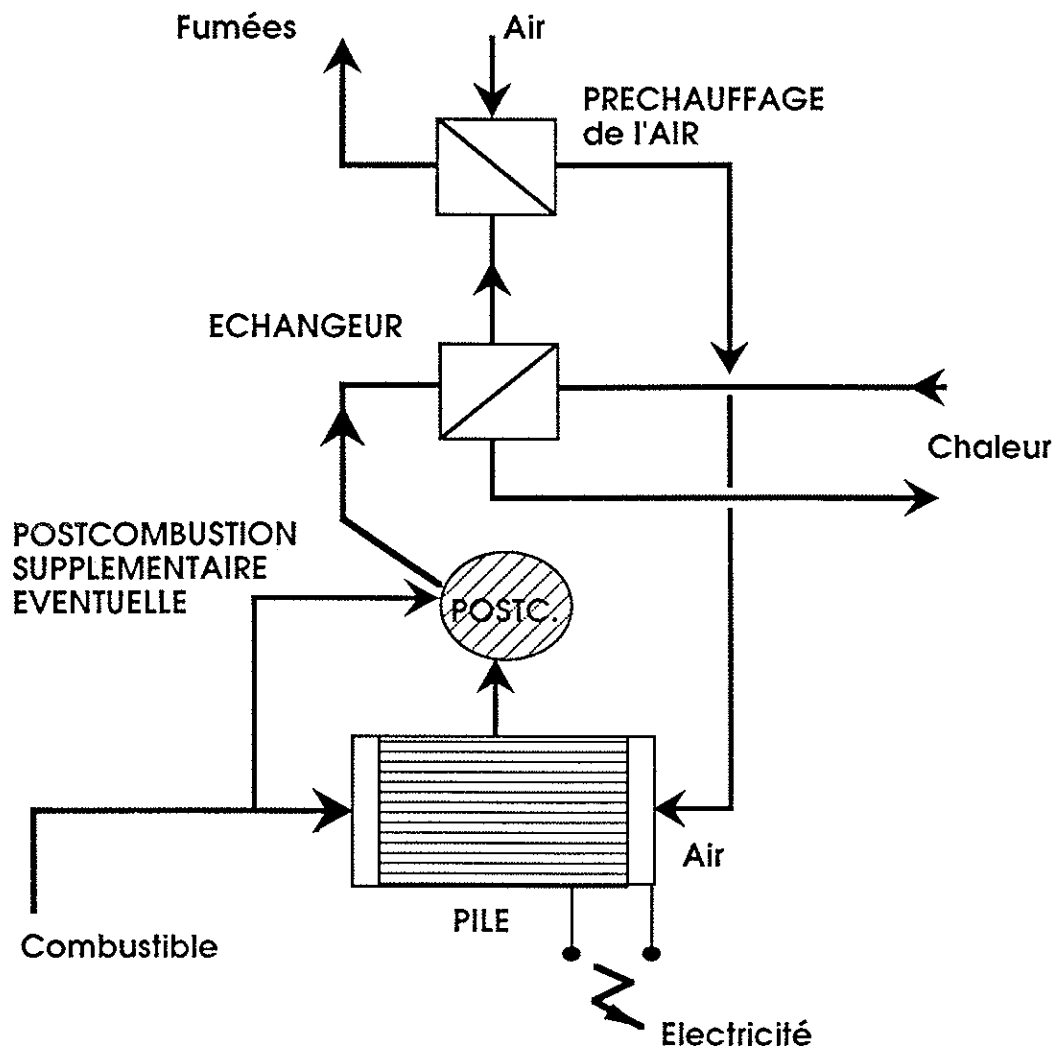 Fumées
Air
PRECHAUFFAGE
de l'AIR
ECHANGEUR
Chaleur
POSTCOMBUSTION
SUPPLEMENTAIRE
EVENTUELLE
POSTC.
Air
PILE
Combustible
Electricité